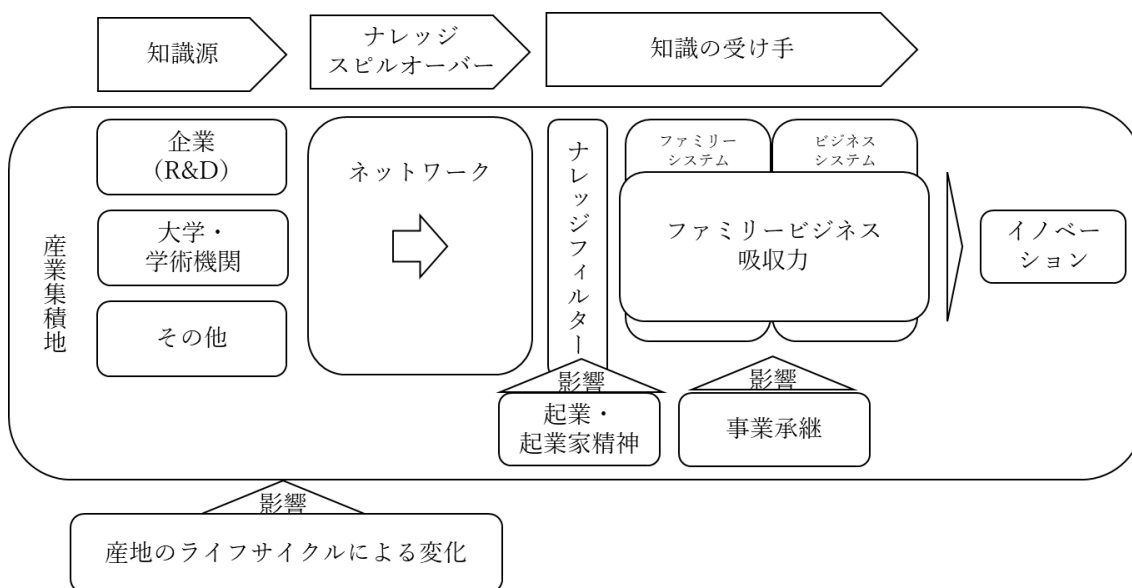 知識源
ナレッジ
スピルオーバー
知識の受け手
産業集積地
企業
（R&D）
大学・
学術機関
その他
ネットワーク
ナレッジフィルター
ファミリー
システム
ビジネス
システム
ファミリービジネス
吸収力
イノベー
ション
影響
起業・
起業家精神
影響
事業承継
影響
産地のライフサイクルによる変化